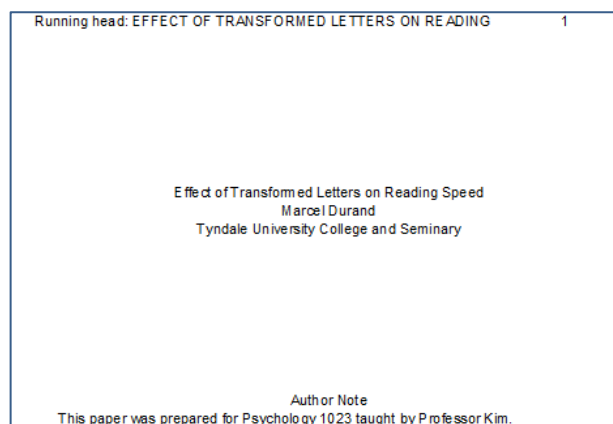 Running head: EFFECT OF TRANSFORMED LETTERS ON READING 1
Effect of Transformed Letters on Reading Speed
Marcel Durand
Tyndale University College and Seminary
Author Note
This paper was prepared for Psychology 1023 taught by Professor Kim.